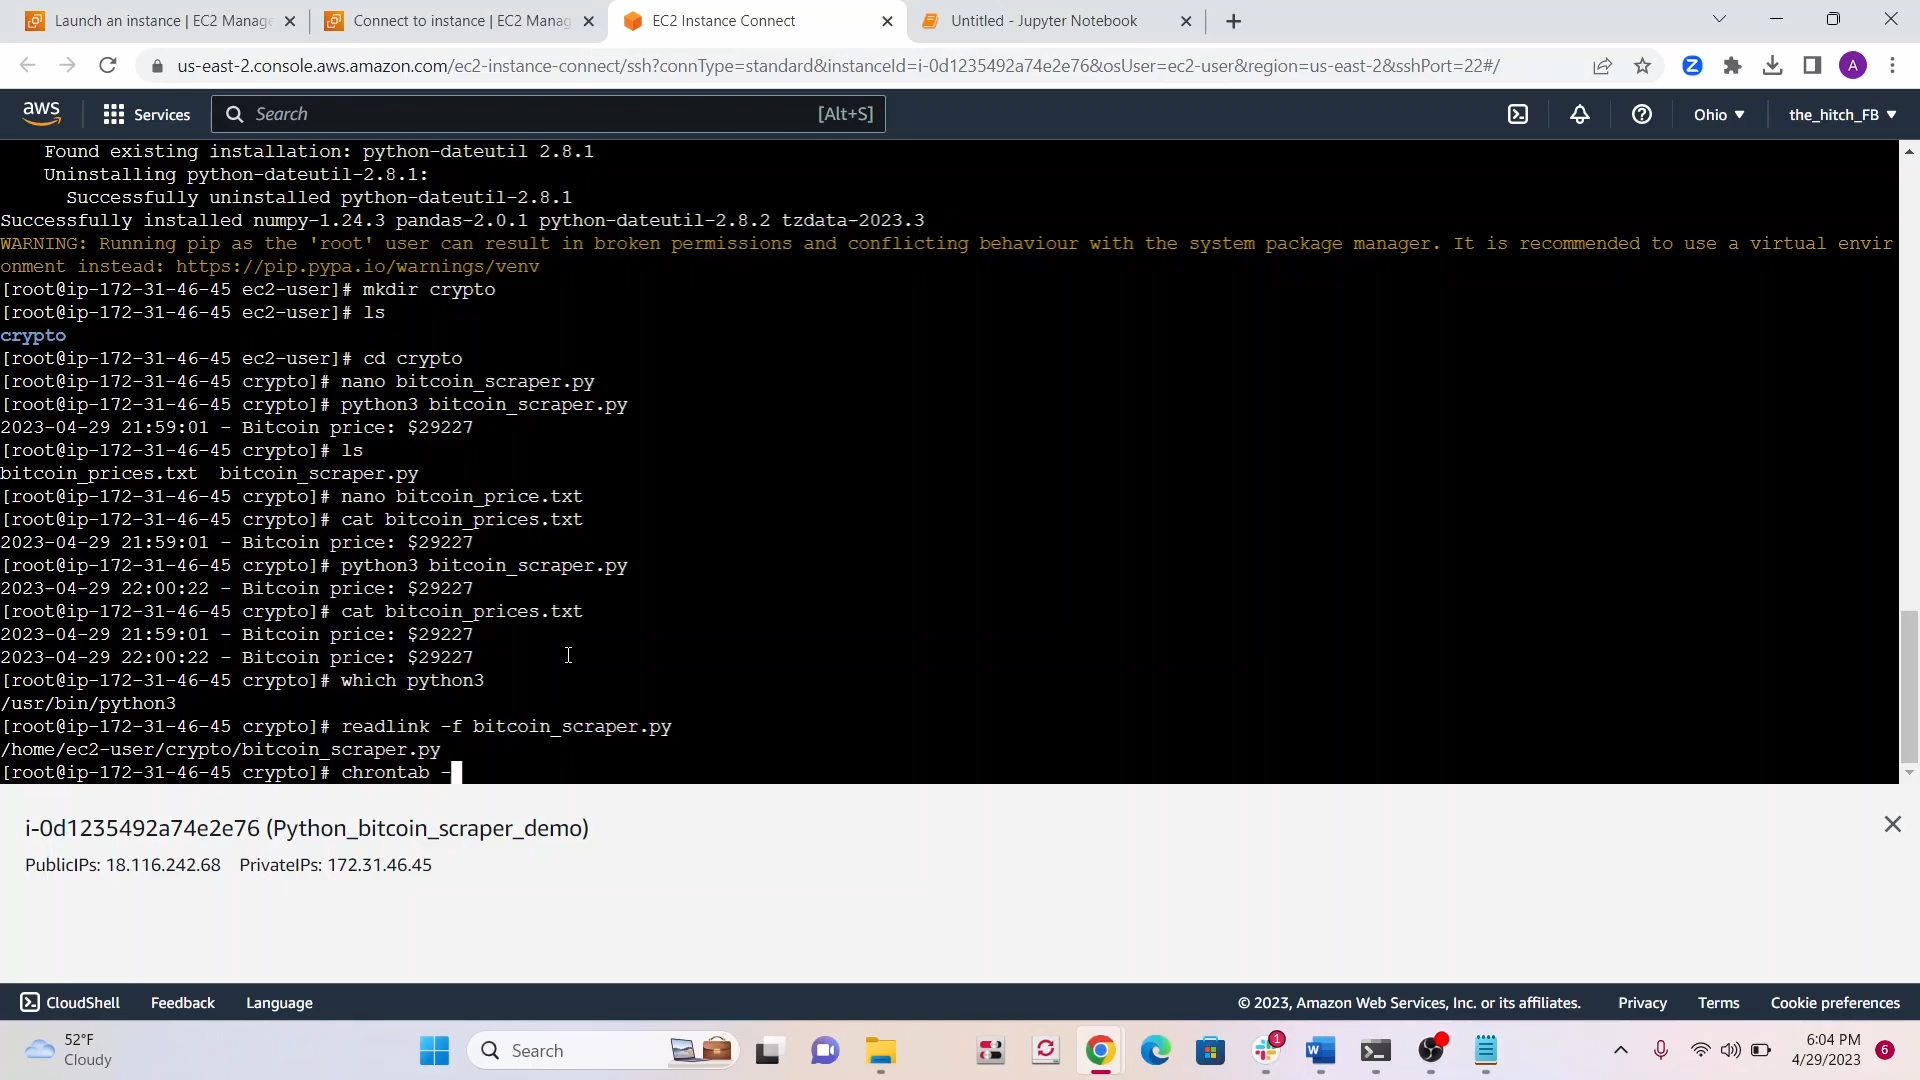 Launch an instance | EC2 Manage
Connect to instance | EC2 Manag
EC2 Instance Connect
Untitled - Jupyter Notebook
us-east-2.console.aws.amazon.com/ec2-instance-connect/ssh?connType=standard&instanceId=i-0d1235492a74e2e76&osUser=ec2-user&region=us-east-2&sshPort=22#/
Z
A
aws
Services
Search
[Alt+S]
Ohio
the_hitch_FB
Found existing installation: python-dateutil 2.8.1
Uninstalling python-dateutil-2.8.1:
Successfully uninstalled python-dateutil-2.8.1
Successfully installed numpy-1.24.3 pandas-2.0.1 python-dateutil-2.8.2 tzdata-2023.3
WARNING: Running pip as the 'root' user can result in broken permissions and conflicting behaviour with the system package manager. It is recommended to use a virtual envir
onment instead: https://pip.pypa.io/warnings/venv
[root@ip-172-31-46-45 ec2-user]# mkdir crypto
[root@ip-172-31-46-45 ec2-user]# ls
crypto
[root@ip-172-31-46-45 ec2-user]# cd crypto
[root@ip-172-31-46-45 crypto]# nano bitcoin_scraper.py
[root@ip-172-31-46-45 crypto]# python3 bitcoin_scraper.py
2023-04-29 21:59:01 - Bitcoin price: $29227
[root@ip-172-31-46-45 crypto]# ls
bitcoin_prices.txt  bitcoin_scraper.py
[root@ip-172-31-46-45 crypto]# nano bitcoin_price.txt
[root@ip-172-31-46-45 crypto]# cat bitcoin_prices.txt
2023-04-29 21:59:01 - Bitcoin price: $29227
[root@ip-172-31-46-45 crypto]# python3 bitcoin_scraper.py
2023-04-29 22:00:22 - Bitcoin price: $29227
[root@ip-172-31-46-45 crypto]# cat bitcoin_prices.txt
2023-04-29 21:59:01 - Bitcoin price: $29227
2023-04-29 22:00:22 - Bitcoin price: $29227
[root@ip-172-31-46-45 crypto]# which python3
/usr/bin/python3
[root@ip-172-31-46-45 crypto]# readlink -f bitcoin_scraper.py
/home/ec2-user/crypto/bitcoin_scraper.py
[root@ip-172-31-46-45 crypto]# chrontab -
i-0d1235492a74e2e76 (Python_bitcoin_scraper_demo)
PublicIPs: 18.116.242.68 PrivateIPs: 172.31.46.45
CloudShell
Feedback
Language
© 2023, Amazon Web Services, Inc. or its affiliates.
Privacy
Terms
Cookie preferences
52°F
Cloudy
Search
1
W
6:04 PM
4/29/2023
6